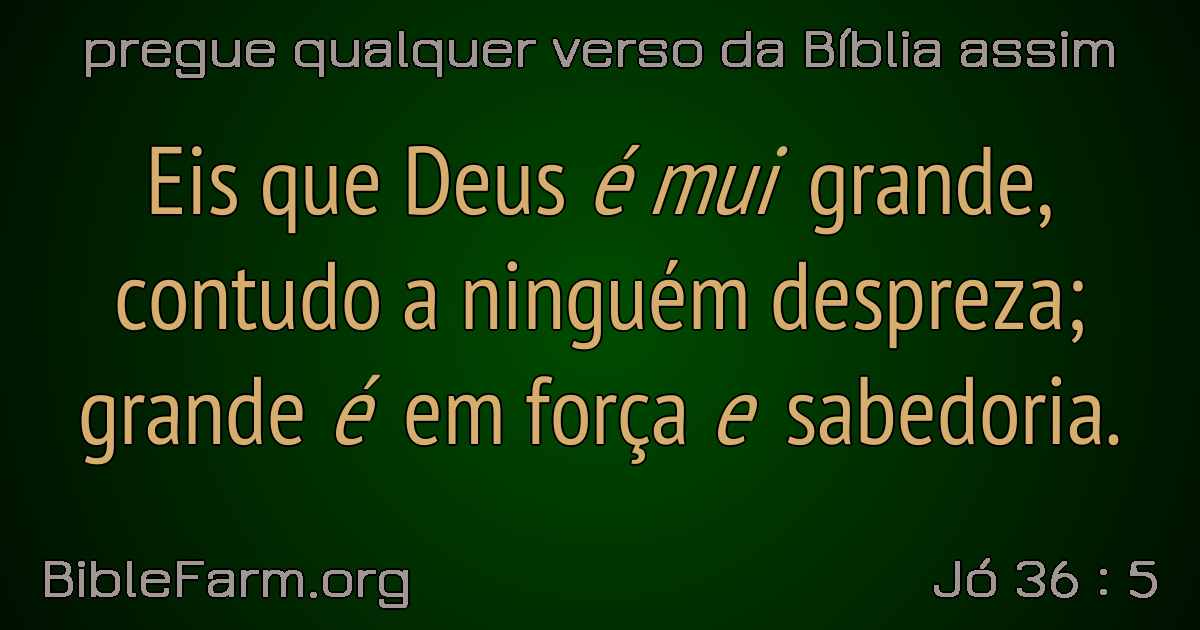 pregue qualquer verso da Bíblia assim
Eis que Deus é mui grande,
contudo a ninguém despreza;
grande é em força e sabedoria.
BibleFarm.org
Jó 36 : 5